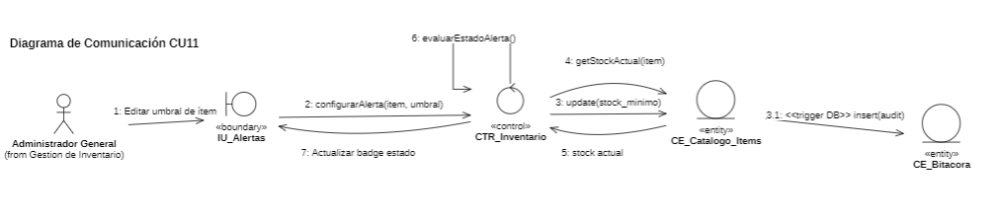 Diagrama de Comunicación CU11
6: evaluarEstadoAlerta()
4: getStockActual(ítem)
1: Editar umbral de ítem
2: configurarAlerta(item, umbral)
3: update(stock_minimo)
3.1: <<trigger DB>> insert(audit)
«boundary»
IU_Alertas
«control»
CTR_Inventario
«entity»
CE_Catalogo_Items
Administrador General
(from Gestion de Inventario)
7: Actualizar badge estado
5: stock actual
«entity»
CE_Bitacora